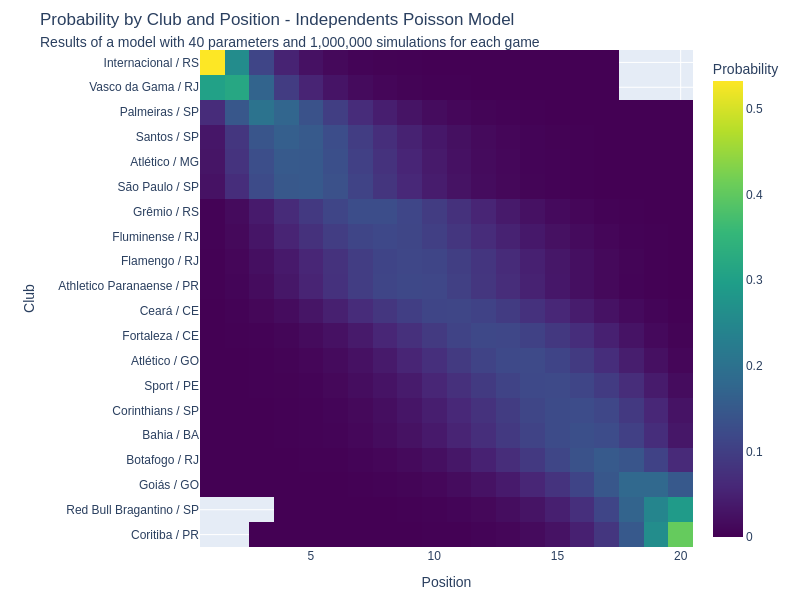 Probability by Club and Position - Independents Poisson Model
Results of a model with 40 parameters and 1,000,000 simulations for each game
Probability
Internacional / RS
Vasco da Gama / RJ
Palmeiras / SP
Santos / SP
Atlético / MG
São Paulo / SP
Grêmio / RS
Fluminense / RJ
Flamengo / RJ
Athletico Paranaense / PR
Ceará / CE
Fortaleza / CE
Atlético / GO
Sport / PE
Corinthians / SP
Bahia / BA
Botafogo / RJ
Goiás / GO
Red Bull Bragantino / SP
Coritiba / PR
Club
5
10
15
20
Position
0.5
0.4
0.3
0.2
0.1
0